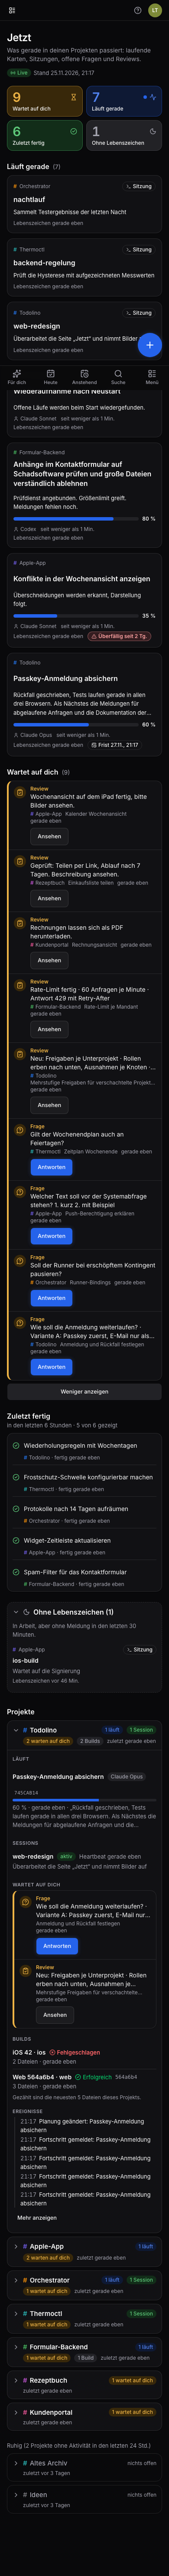 LT
Jetzt
Was gerade in deinen Projekten passiert: laufende
Karten, Sitzungen, offene Fragen und Reviews.
Live Stand 25.11.2026, 21:17
9
Wartet auf dich
7
Läuft gerade
6
Zuletzt fertig
1
Ohne Lebenszeichen
Läuft gerade (7)
# Orchestrator Sitzung
nachtlauf
Sammelt Testergebnisse der letzten Nacht
Lebenszeichen gerade eben
# Thermoctl Sitzung
backend-regelung
Prüft die Hysterese mit aufgezeichneten Messwerten
Lebenszeichen gerade eben
# Todolino Sitzung
web-redesign
Überarbeitet die Seite „Jetzt“ und nimmt Bilder
Lebenszeichen gerade eben
Für dich
Heute
Anstehend
Suche
Menü
Wiederaufnahme nach Neustart
Offene Läufe werden beim Start wiedergefunden.
Claude Sonnet seit weniger als 1 Min.
Lebenszeichen gerade eben
# Formular-Backend
Anhänge im Kontaktformular auf
Schadsoftware prüfen und große Dateien
verständlich ablehnen
Prüfdienst angebunden. Größenlimit greift.
Meldungen fehlen noch.
80 %
Codex seit weniger als 1 Min.
Lebenszeichen gerade eben
# Apple-App
Konflikte in der Wochenansicht anzeigen
Überschneidungen werden erkannt, Darstellung
folgt.
35 %
Claude Sonnet seit weniger als 1 Min.
Lebenszeichen gerade eben Überfällig seit 2 Tg.
# Todolino
Passkey-Anmeldung absichern
Rückfall geschrieben, Tests laufen gerade in allen
drei Browsern. Als Nächstes die Meldungen für
abgelaufene Anfragen und die Dokumentation der…
60 %
Claude Opus seit weniger als 1 Min.
Lebenszeichen gerade eben Frist 27.11., 21:17
Wartet auf dich (9)
Review
Wochenansicht auf dem iPad fertig, bitte
Bilder ansehen.
# Apple-App Kalender Wochenansicht
gerade eben
Ansehen
Review
Geprüft: Teilen per Link, Ablauf nach 7
Tagen. Beschreibung ansehen.
# Rezeptbuch Einkaufsliste teilen gerade eben
Ansehen
Review
Rechnungen lassen sich als PDF
herunterladen.
# Kundenportal Rechnungsansicht gerade eben
Ansehen
Review
Rate-Limit fertig · 60 Anfragen je Minute ·
Antwort 429 mit Retry-After
# Formular-Backend Rate-Limit je Mandant
gerade eben
Ansehen
Review
Neu: Freigaben je Unterprojekt · Rollen
erben nach unten, Ausnahmen je Knoten ·…
# Todolino
Mehrstufige Freigaben für verschachtelte Projekt…
gerade eben
Ansehen
Frage
Gilt der Wochenendplan auch an
Feiertagen?
# Thermoctl Zeitplan Wochenende gerade eben
Antworten
Frage
Welcher Text soll vor der Systemabfrage
stehen? 1. kurz 2. mit Beispiel
# Apple-App Push-Berechtigung erklären
gerade eben
Antworten
Frage
Soll der Runner bei erschöpftem Kontingent
pausieren?
# Orchestrator Runner-Bindings gerade eben
Antworten
Frage
Wie soll die Anmeldung weiterlaufen? ·
Variante A: Passkey zuerst, E-Mail nur als…
# Todolino Anmeldung und Rückfall festlegen
gerade eben
Antworten
Weniger anzeigen
Zuletzt fertig
in den letzten 6 Stunden · 5 von 6 gezeigt
Wiederholungsregeln mit Wochentagen
# Todolino · fertig gerade eben
Frostschutz-Schwelle konfigurierbar machen
# Thermoctl · fertig gerade eben
Protokolle nach 14 Tagen aufräumen
# Orchestrator · fertig gerade eben
Widget-Zeitleiste aktualisieren
# Apple-App · fertig gerade eben
Spam-Filter für das Kontaktformular
# Formular-Backend · fertig gerade eben
Ohne Lebenszeichen (1)
In Arbeit, aber ohne Meldung in den letzten 30
Minuten.
# Apple-App Sitzung
ios-build
Wartet auf die Signierung
Lebenszeichen vor 46 Min.
Projekte
# Todolino 1 läuft 1 Session
2 warten auf dich 2 Builds zuletzt gerade eben
LÄUFT
Passkey-Anmeldung absichern Claude Opus
745CAB14
60 % · gerade eben · „Rückfall geschrieben, Tests
laufen gerade in allen drei Browsern. Als Nächstes die
Meldungen für abgelaufene Anfragen und die…
SESSIONS
web-redesign aktiv Heartbeat gerade eben
Überarbeitet die Seite „Jetzt“ und nimmt Bilder auf
WARTET AUF DICH
Frage
Wie soll die Anmeldung weiterlaufen? ·
Variante A: Passkey zuerst, E-Mail nur…
Anmeldung und Rückfall festlegen
gerade eben
Antworten
Review
Neu: Freigaben je Unterprojekt · Rollen
erben nach unten, Ausnahmen je…
Mehrstufige Freigaben für verschachtelte…
gerade eben
Ansehen
BUILDS
iOS 42 · ios Fehlgeschlagen
2 Dateien · gerade eben
Web 564a6b4 · web Erfolgreich 564a6b4
3 Dateien · gerade eben
Gezählt sind die neuesten 5 Dateien dieses Projekts.
EREIGNISSE
21:17 Planung geändert: Passkey-Anmeldung
absichern
21:17 Fortschritt gemeldet: Passkey-Anmeldung
absichern
21:17 Fortschritt gemeldet: Passkey-Anmeldung
absichern
21:17 Fortschritt gemeldet: Passkey-Anmeldung
absichern
21:17 Fortschritt gemeldet: Passkey-Anmeldung
absichern
Mehr anzeigen
# Apple-App 1 läuft
2 warten auf dich zuletzt gerade eben
# Orchestrator 1 läuft 1 Session
1 wartet auf dich zuletzt gerade eben
# Thermoctl 1 Session
1 wartet auf dich zuletzt gerade eben
# Formular-Backend 1 läuft
1 wartet auf dich 1 Build zuletzt gerade eben
# Rezeptbuch 1 wartet auf dich
zuletzt gerade eben
# Kundenportal 1 wartet auf dich
zuletzt gerade eben
Ruhig (2 Projekte ohne Aktivität in den letzten 24 Std.)
# Altes Archiv nichts offen
zuletzt vor 3 Tagen
# Ideen nichts offen
zuletzt vor 3 Tagen